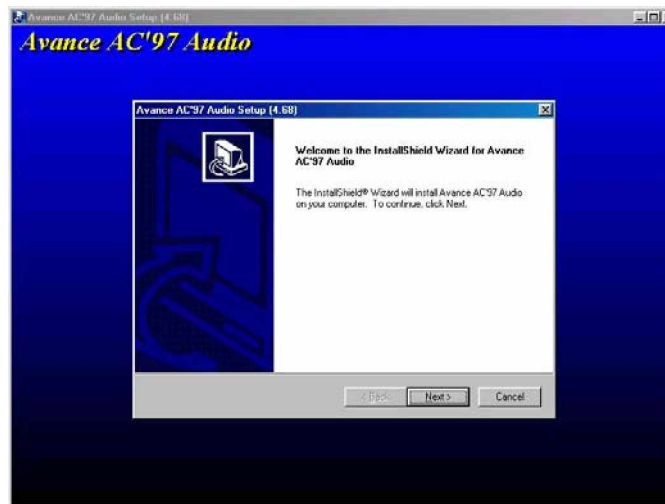 Avance AC'97 Audio Setup (4.68)
Avance AC'97 Audio
Avance AC'97 Audio Setup (4.68)
Welcome to the InstallShield Wizard for Avance
AC'97 Audio
The InstallShield® Wizard will install Avance AC'97 Audio
on your computer. To continue, click Next.
< Back
Next >
Cancel